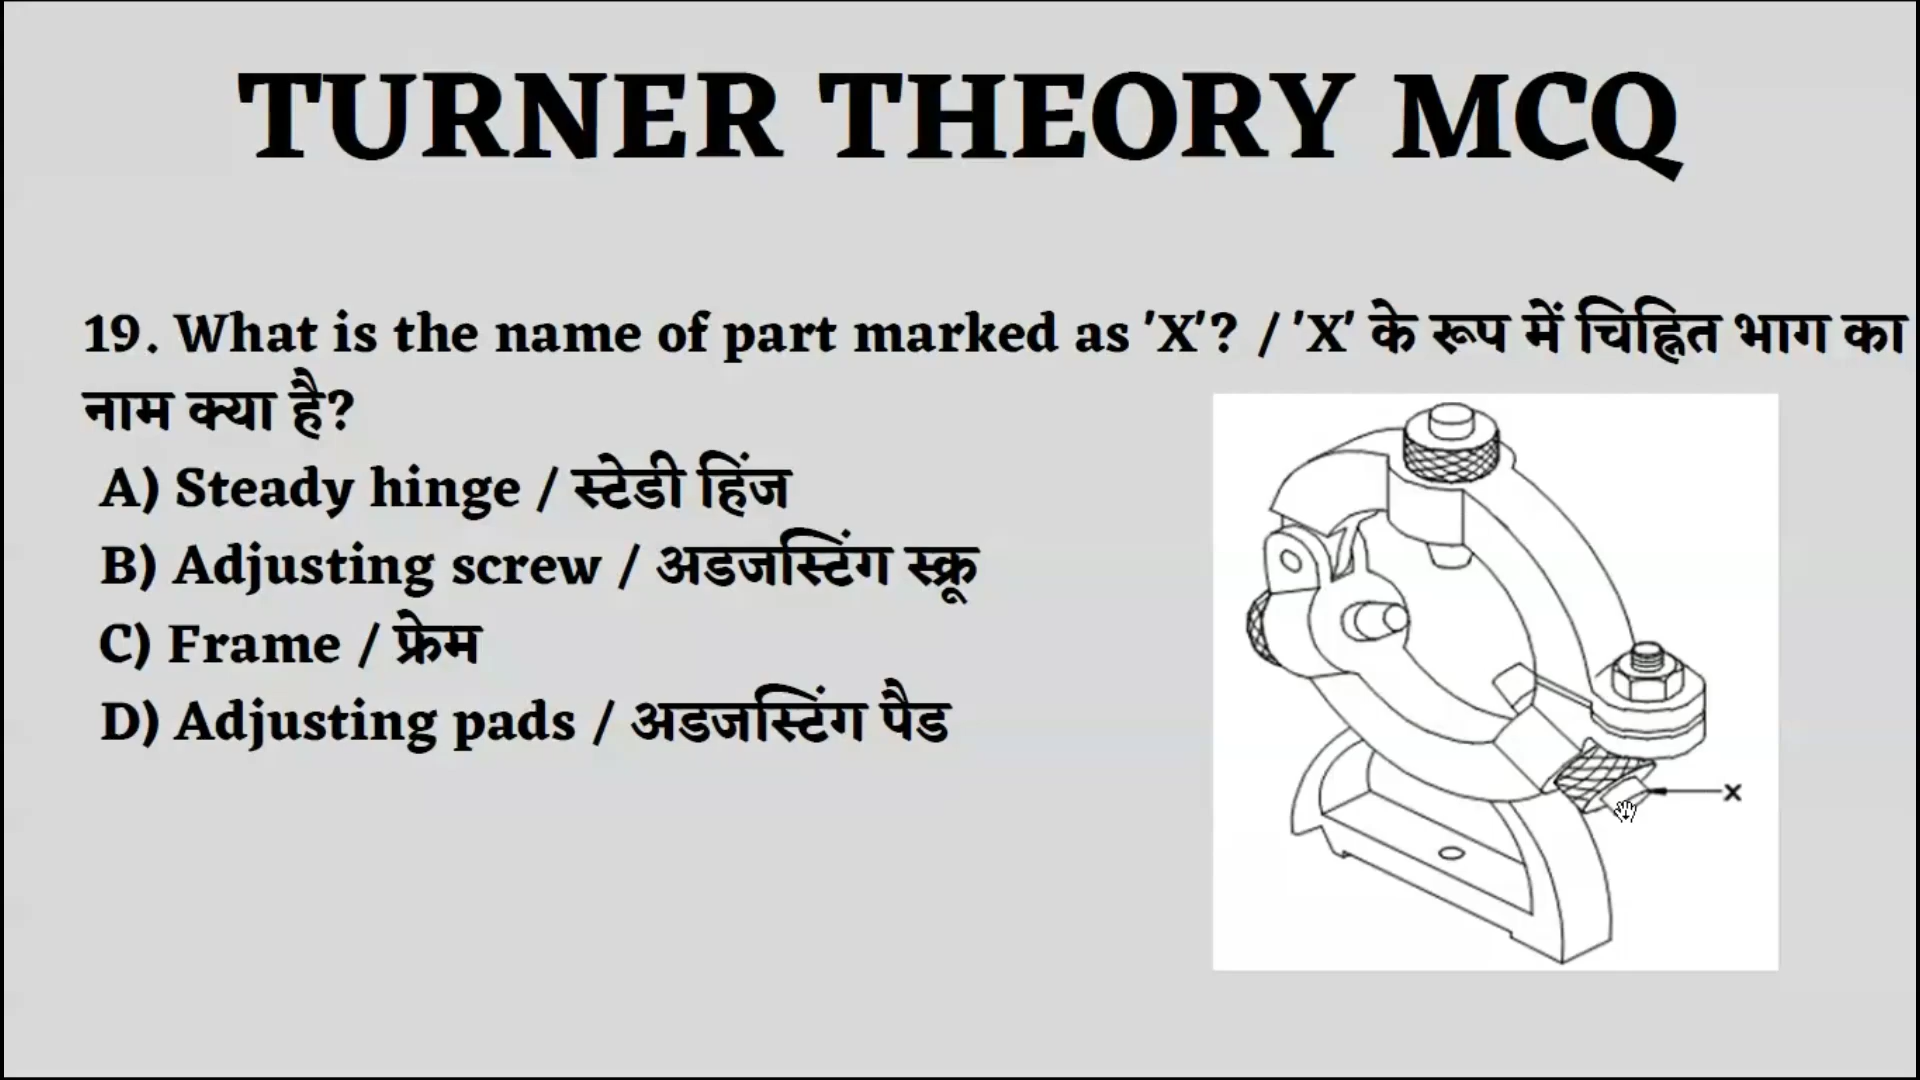 TURNER THEORY MCQ
19. What is the name of part marked as 'X'? / 'X' के रूप में चिह्नित भाग का
नाम क्या है?
A) Steady hinge / स्टेडी हिंज
B) Adjusting screw / अडजस्टिंग स्क्रू
C) Frame / फ्रेम
D) Adjusting pads / अडजस्टिंग पैड
X